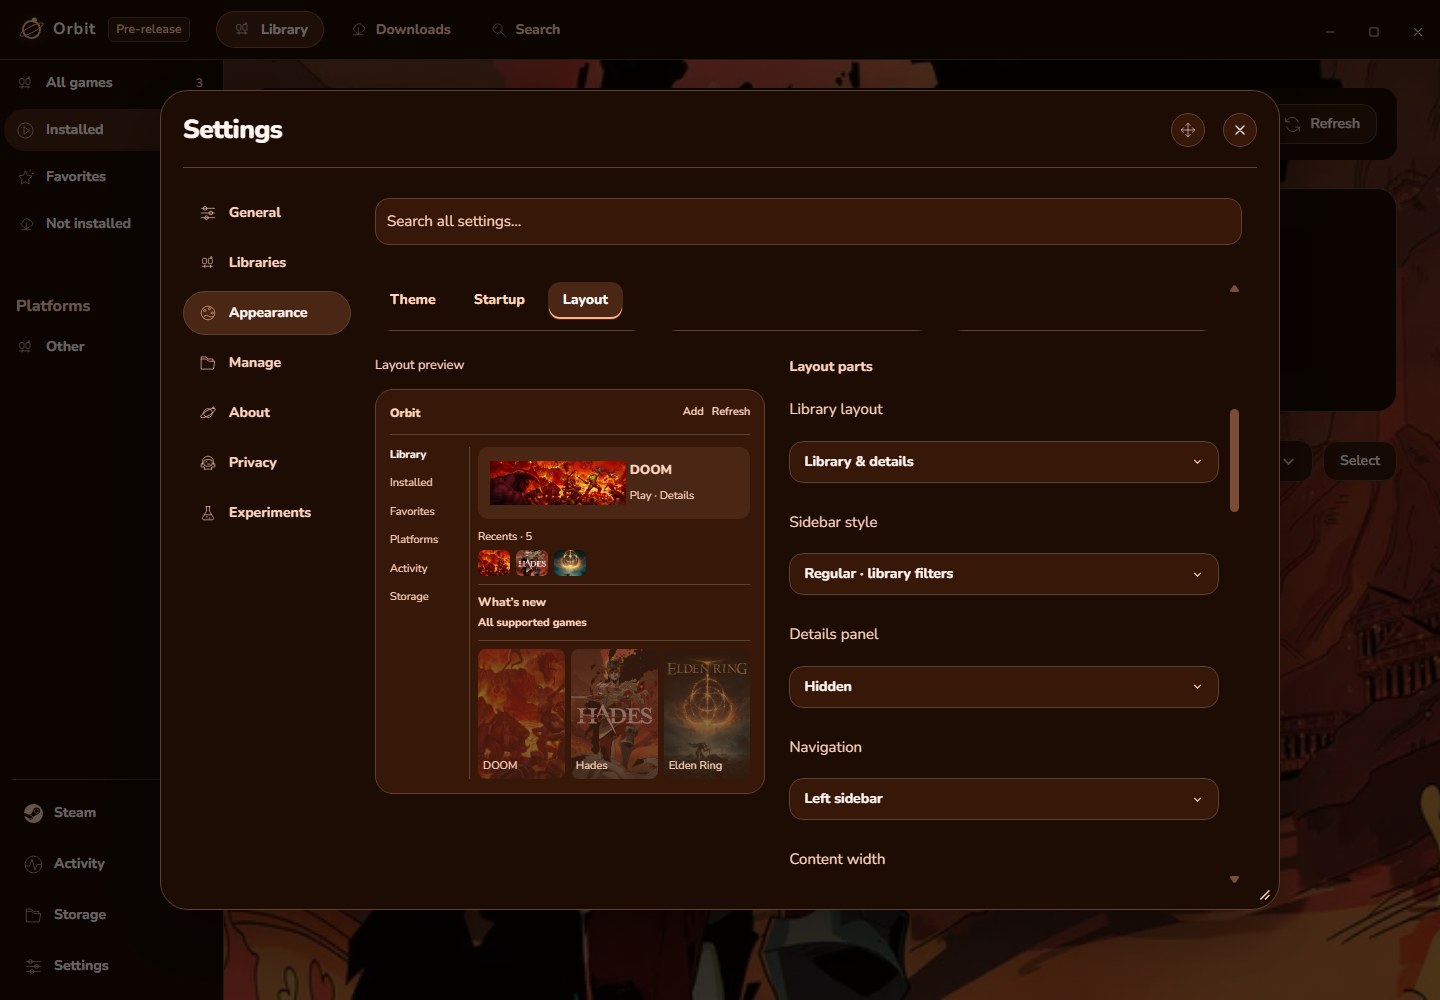 Orbit
Pre-release
Library
Downloads
Search
All games
3
Installed
Favorites
Not installed
Platforms
Other
Steam
Activity
Storage
Settings
Refresh
Select
Settings
General
Libraries
Appearance
Manage
About
Privacy
Experiments
Search all settings...
Theme
Startup
Layout
Layout preview
Orbit
Add
Refresh
Library
Installed
Favorites
Platforms
Activity
Storage
DOOM
Play · Details
Recents · 5
HADES
What's new
All supported games
DOOM
HADES
Hades
ELDEN RING
Elden Ring
Layout parts
Library layout
Library & details
Sidebar style
Regular · library filters
Details panel
Hidden
Navigation
Left sidebar
Content width